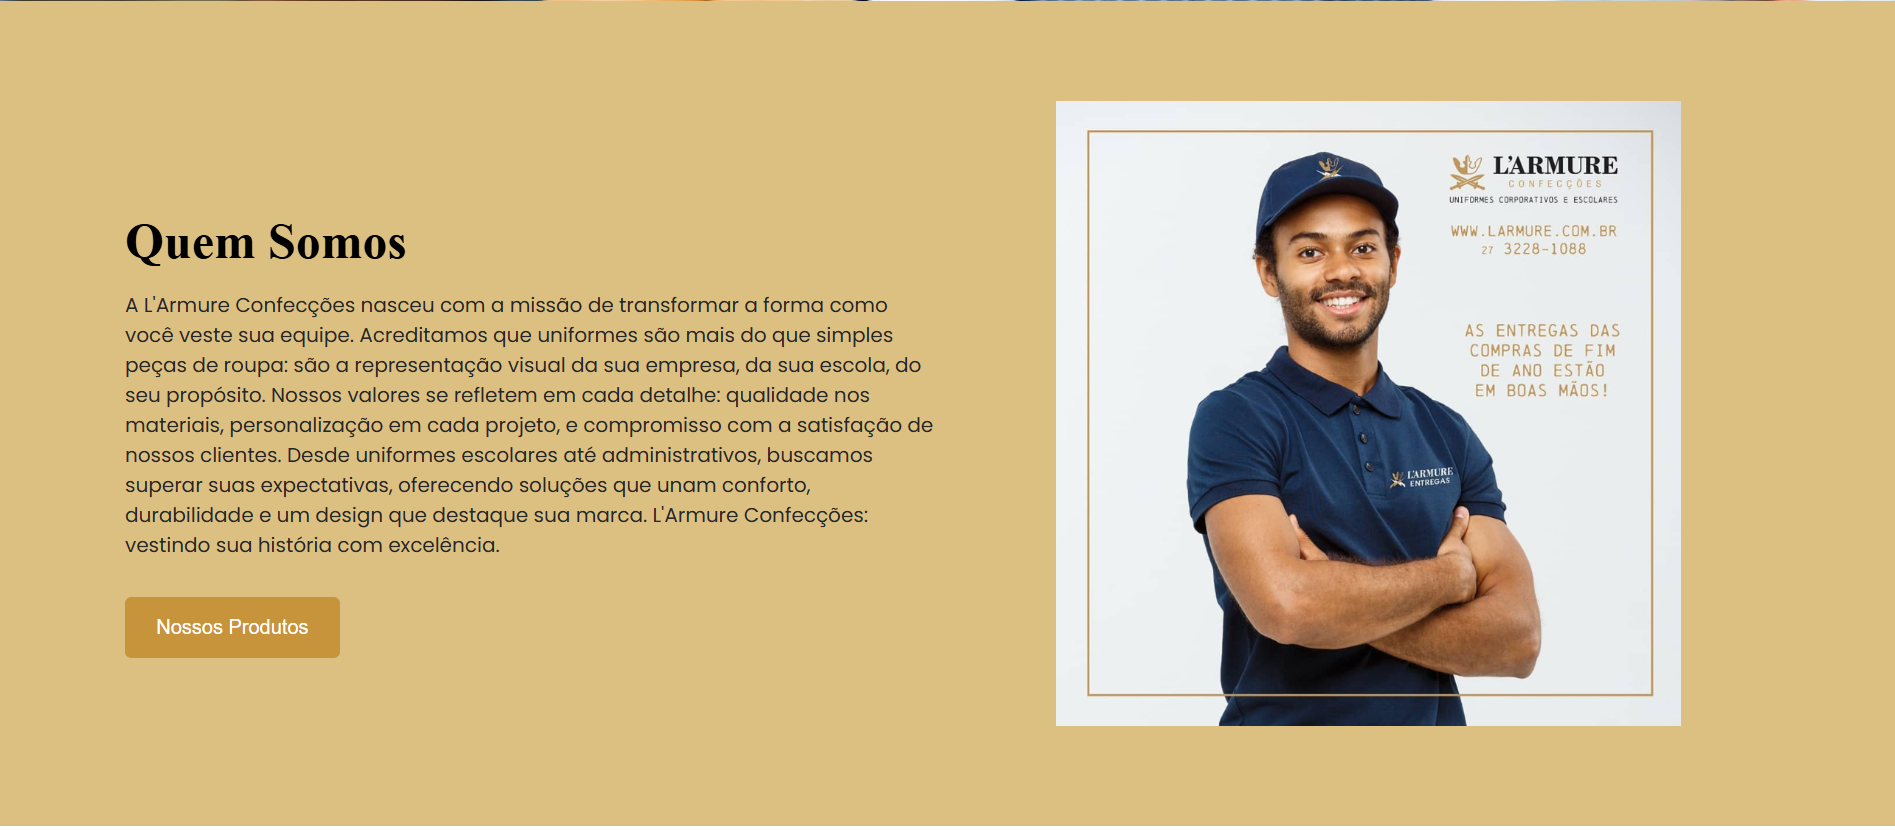 Quem Somos
A L'Armure Confecções nasceu com a missão de transformar a forma como
você veste sua equipe. Acreditamos que uniformes são mais do que simples
peças de roupa: são a representação visual da sua empresa, da sua escola, do
seu propósito. Nossos valores se refletem em cada detalhe: qualidade nos
materiais, personalização em cada projeto, e compromisso com a satisfação de
nossos clientes. Desde uniformes escolares até administrativos, buscamos
superar suas expectativas, oferecendo soluções que unam conforto,
durabilidade e um design que destaque sua marca. L'Armure Confecções:
vestindo sua história com excelência.
Nossos Produtos
L'ARMURE
CONFECÇÕES
UNIFORMES CORPORATIVOS E ESCOLARES
WWW.LARMURE.COM.BR
27 3228-1088
AS ENTREGAS DAS
COMPRAS DE FIM
DE ANO ESTÃO
EM BOAS MÃOS!
L'ARMURE
ENTREGAS